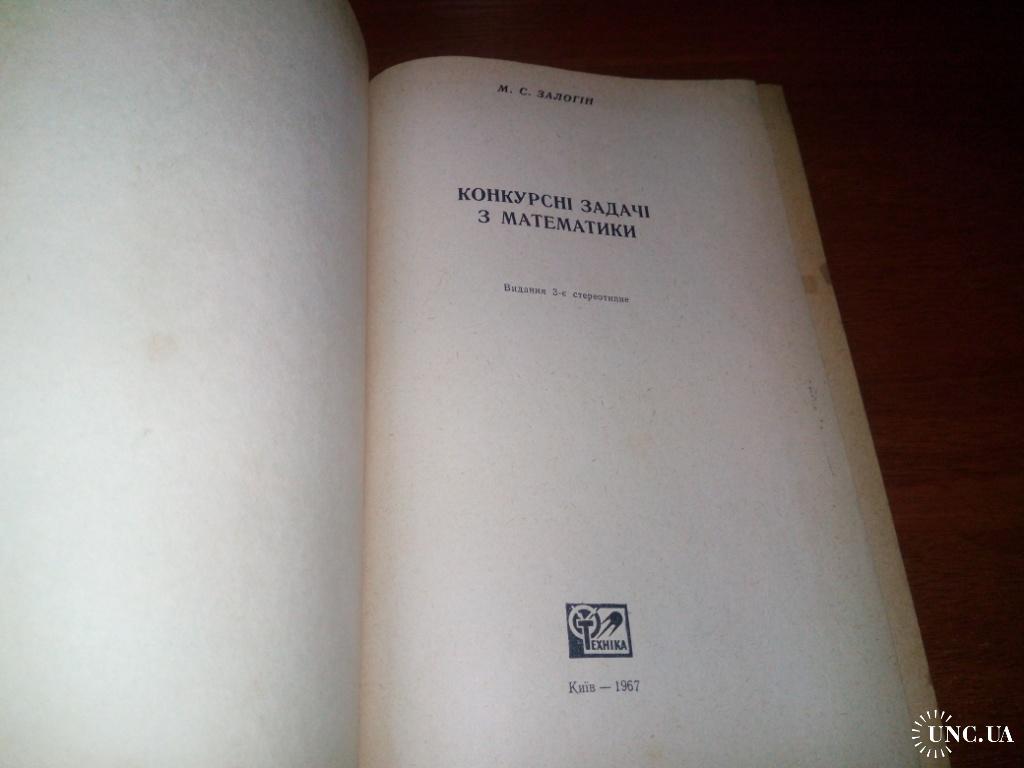 М. С. ЗАЛОГІН
КОНКУРСНІ ЗАДАЧІ
З МАТЕМАТИКИ
Видання 3-є стереотипне
ТЕХНІКА
Київ — 1967
UNC.UA